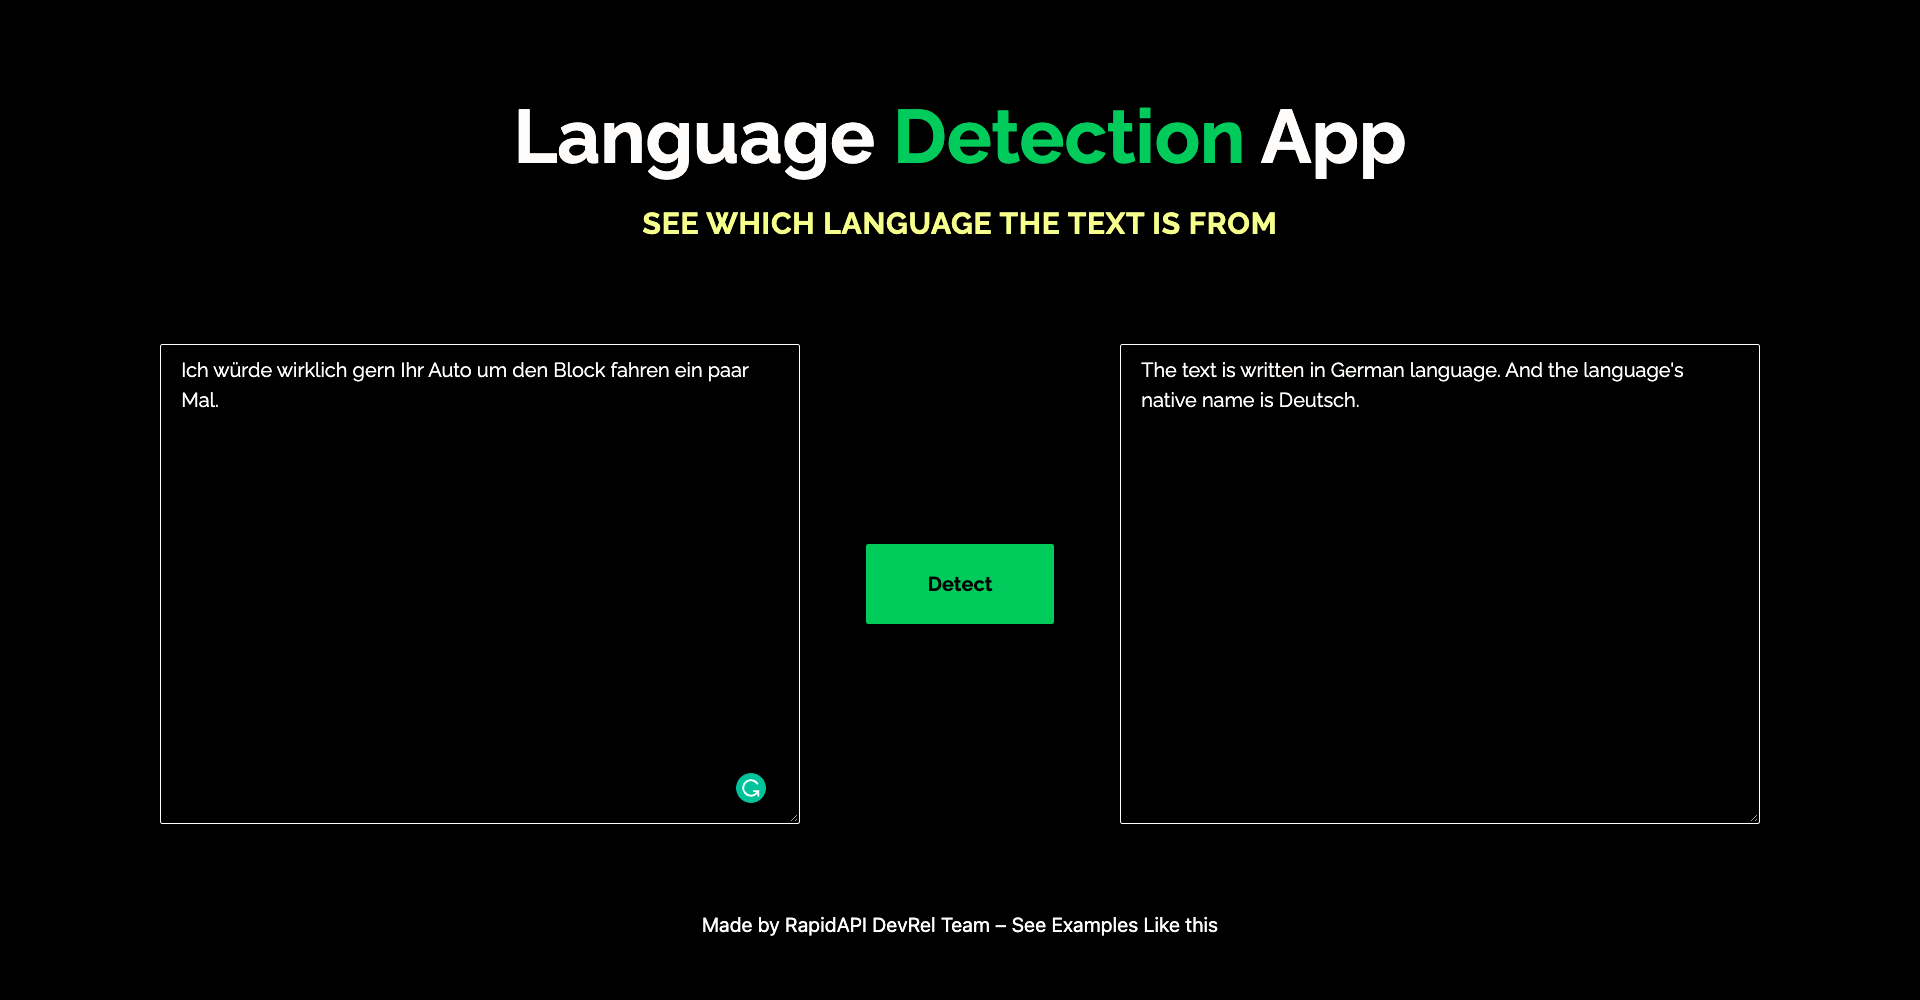 Language Detection App
SEE WHICH LANGUAGE THE TEXT IS FROM
Ich würde wirklich gern Ihr Auto um den Block fahren ein paar
Mal.
The text is written in German language. And the language's
native name is Deutsch.
Detect
Made by RapidAPI DevRel Team – See Examples Like this